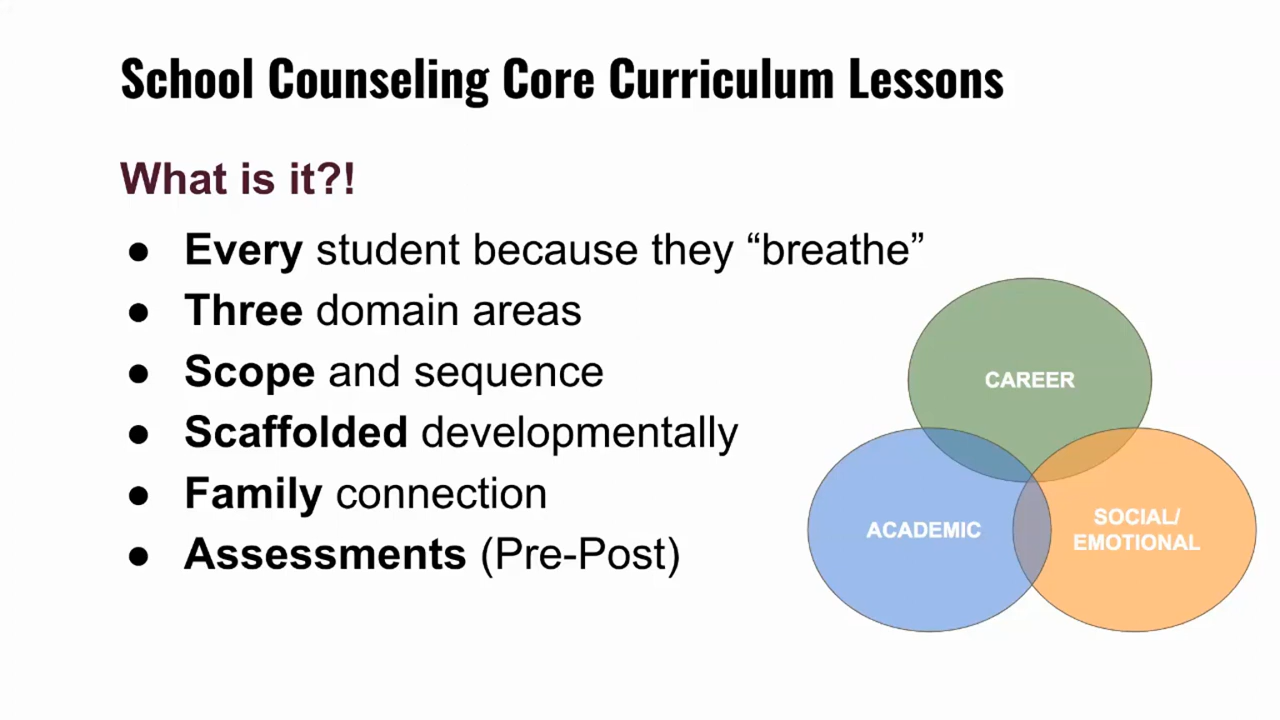 School Counseling Core Curriculum Lessons
What is it?!
● Every student because they “breathe”
● Three domain areas
● Scope and sequence
● Scaffolded developmentally
● Family connection
● Assessments (Pre-Post)
CAREER
ACADEMIC
SOCIAL/
EMOTIONAL